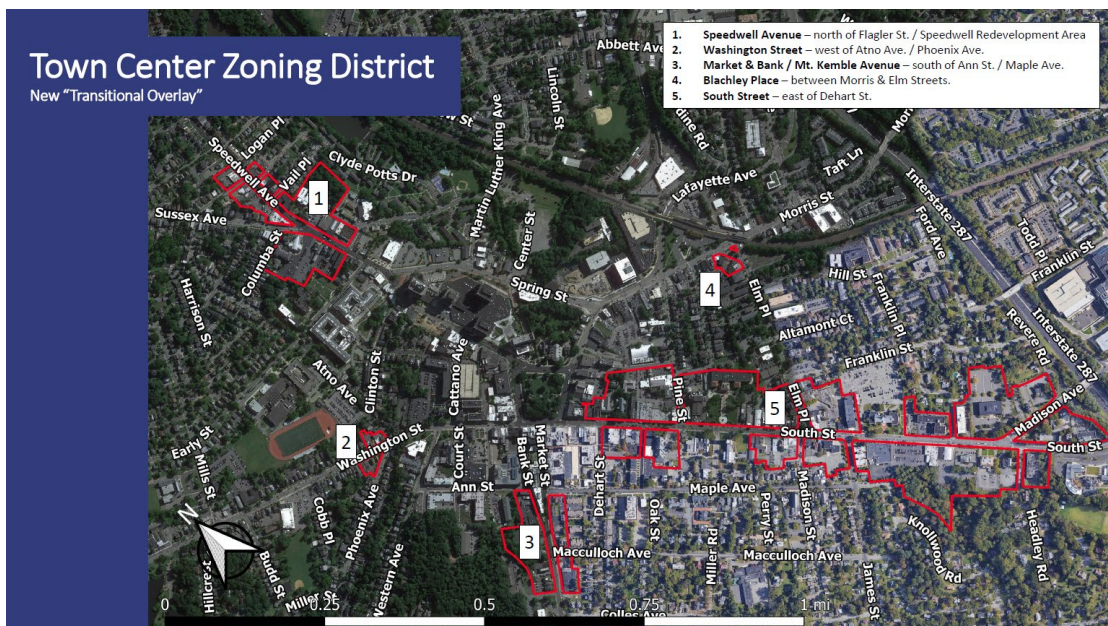 Town Center Zoning District
New “Transitional Overlay”
1. Speedwell Avenue – north of Flagler St. / Speedwell Redevelopment Area
2. Washington Street – west of Atno Ave. / Phoenix Ave.
3. Market & Bank / Mt. Kemble Avenue – south of Ann St. / Maple Ave.
4. Blachley Place – between Morris & Elm Streets.
5. South Street – east of Dehart St.
Abbett Ave
Lincoln St
Martin Luther King Ave
Logan Pl
Speedwell Ave
Vail Pl
Clyde Potts Dr
Lafayette Ave
Taft Ln
Morris St
Interstate 287
Ford Ave
Todd Pl
Franklin St
Sussex Ave
1
Columba St
Center St
Spring St
4
Elm Pl
Hill St
Franklin Pl
Harrison St
Altamont Ct
Revere Rd
Interstate 287
Franklin St
Atno Ave
Clinton St
Cattano Ave
Pine St
5
Elm Pl
Madison Ave
South St
South St
Early St
Mills St
2
Washington St
Court St
Bank St
Market St
Dehart St
Ann St
Maple Ave
Oak St
Perry St
Madison St
Cobb Pl
Phoenix Ave
3
Macculloch Ave
Miller Rd
Macculloch Ave
Knollwood Rd
Headley Rd
James St
N
Budd St
Miller St
Western Ave
Colles Ave
0
0.25
0.5
0.75
1 mi